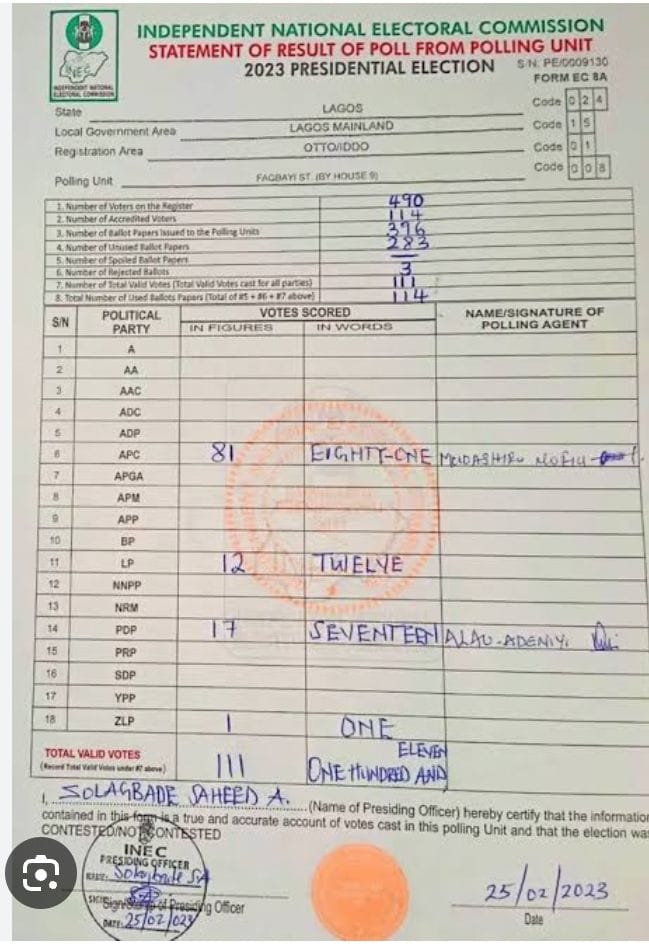 INDEPENDENT NATIONAL ELECTORAL COMMISSION
STATEMENT OF RESULT OF POLL FROM POLLING UNIT
2023 PRESIDENTIAL ELECTION
S/N: PE/0009130
FORM EC 8A
INEC
INDEPENDENT NATIONAL
ELECTORAL COMMISSION
State LAGOS Code 0 2 4
Local Government Area LAGOS MAINLAND Code 1 5
Registration Area OTTO/IDDO Code 0 1
Polling Unit FAGBAYI ST. (BY HOUSE 9) Code 0 0 8
1. Number of Voters on the Register 490
2. Number of Accredited Voters 114
3. Number of Ballot Papers Issued to the Polling Units 396
4. Number of Unused Ballot Papers 283
5. Number of Spoiled Ballot Papers —
6. Number of Rejected Ballots 3
7. Number of Total Valid Votes (Total Valid Votes cast for all parties) 111
8. Total Number of Used Ballots Papers (Total of #5 + #6 + #7 above) 114
S/N POLITICAL PARTY VOTES SCORED NAME/SIGNATURE OF POLLING AGENT
IN FIGURES IN WORDS
1 A
2 AA
3 AAC
4 ADC
5 ADP
6 APC 81 EIGHTY-ONE
7 APGA
8 APM
9 APP
10 BP
11 LP 12 TWELVE
12 NNPP
13 NRM
14 PDP 17 SEVENTEEN ALAU-ADENIYI
15 PRP
16 SDP
17 YPP
18 ZLP 1 ONE
TOTAL VALID VOTES
(Record Total Valid Votes under #7 above) 111 ONE HUNDRED AND ELEVEN
I, SOLAGBADE SAHEED A. (Name of Presiding Officer) hereby certify that the information
contained in this form is a true and accurate account of votes cast in this polling Unit and that the election was
CONTESTED/NOT CONTESTED
INEC
PRESIDING OFFICER
NAME: Solagbade SA
SIGN
Sign/Stamp of Presiding Officer
DATE: 25/02/023
25/02/2023
Date